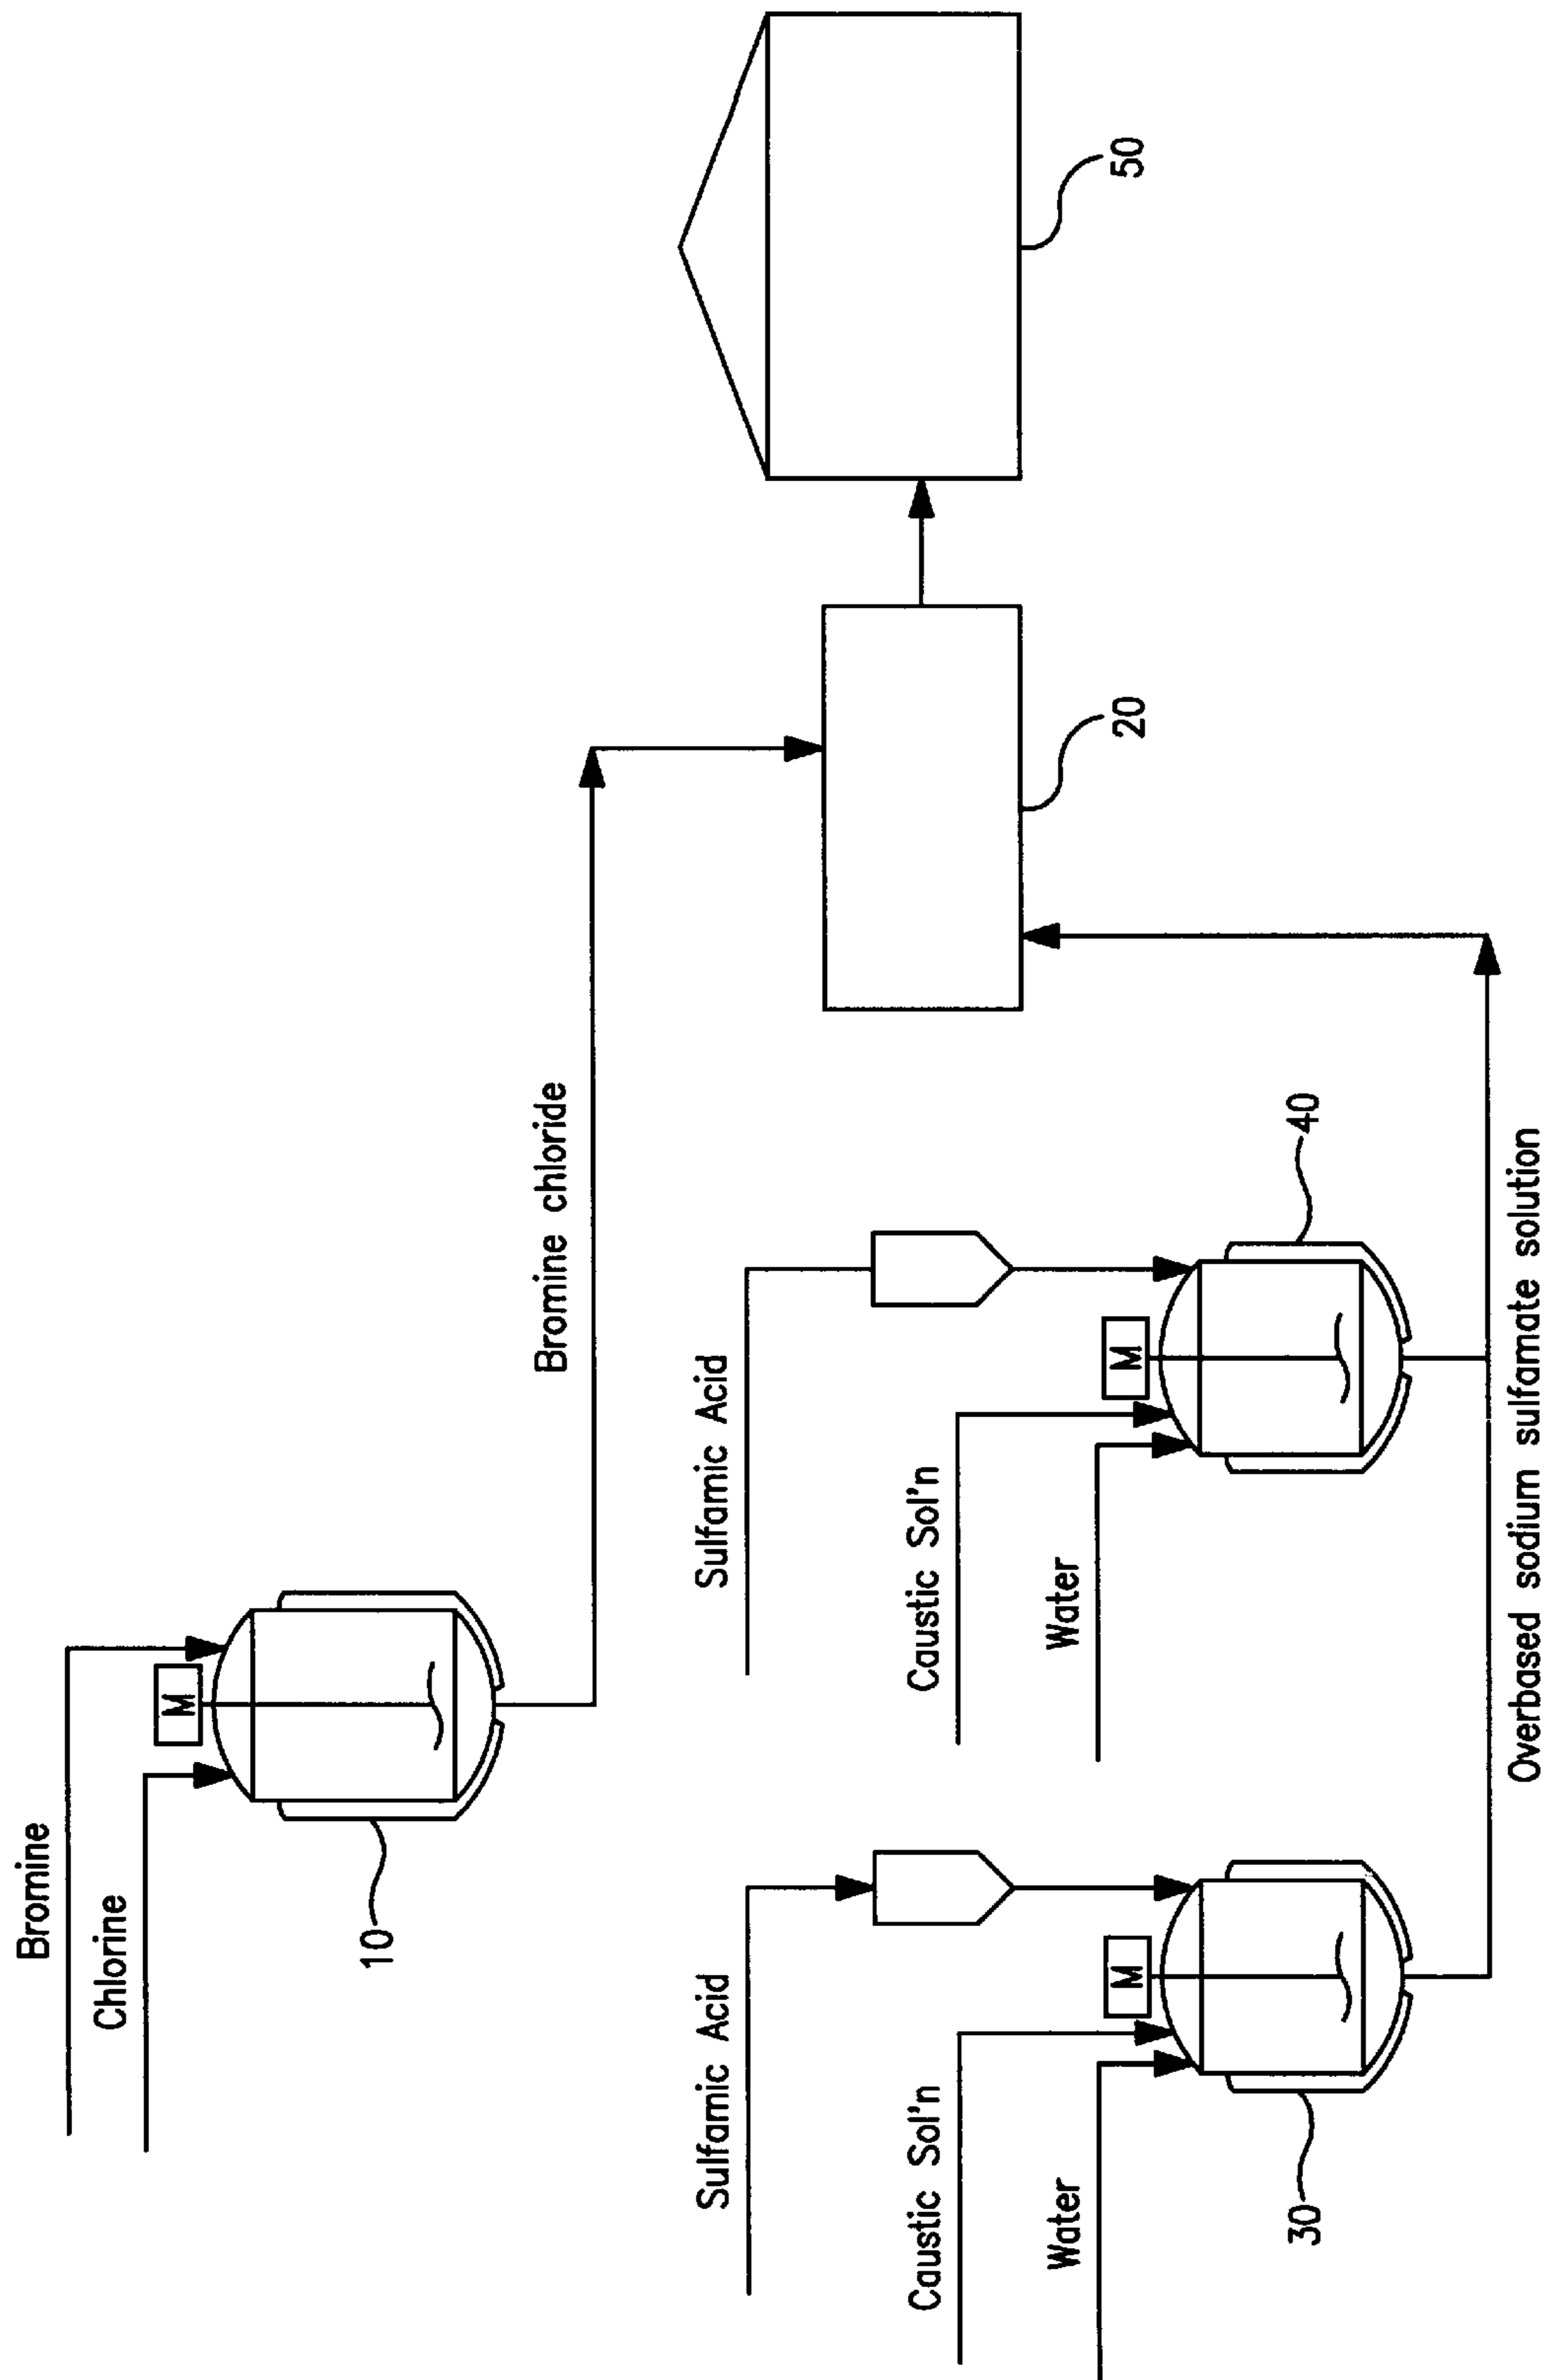 Bromine
Chlorine
M
10
Bromine chloride
Sulfamic Acid
Sulfamic Acid
Caustic Sol'n
Caustic Sol'n
Water
Water
M
M
30
40
20
50
Overbased sodium sulfamate solution